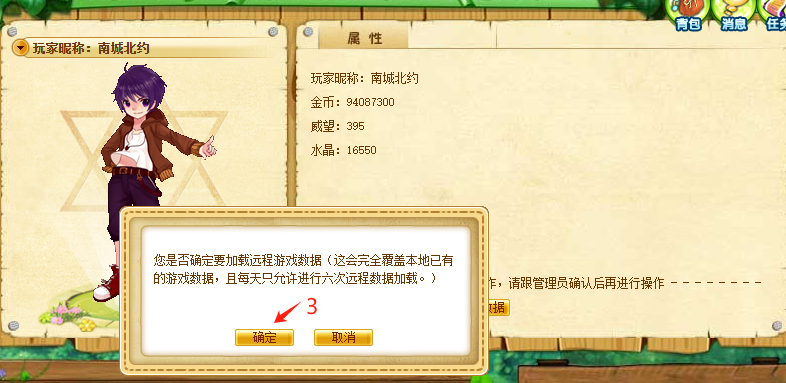 背包 消息 任务
玩家昵称：南城北约
属 性
玩家昵称：南城北约
金币：94087300
威望：395
水晶：16550
您是否确定要加载远程游戏数据（这会完全覆盖本地已有
的游戏数据，且每天只允许进行六次远程数据加载。）
作，请跟管理员确认后再进行操作 - - - - - - - - -
数据
3
确定 取消